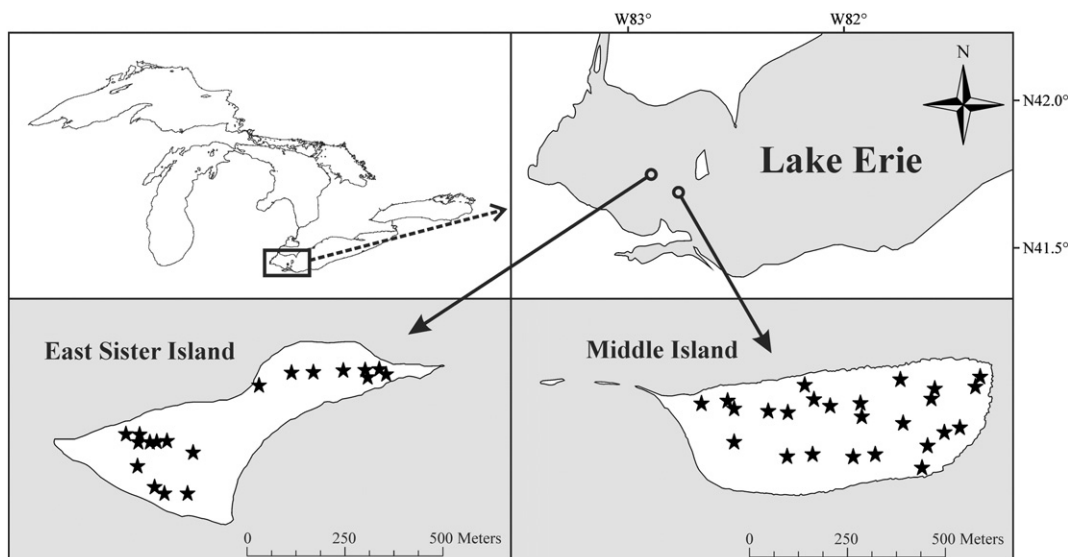 W83° W82°
N
N42.0°
Lake Erie
N41.5°
East Sister Island
Middle Island
0 250 500 Meters
0 250 500 Meters